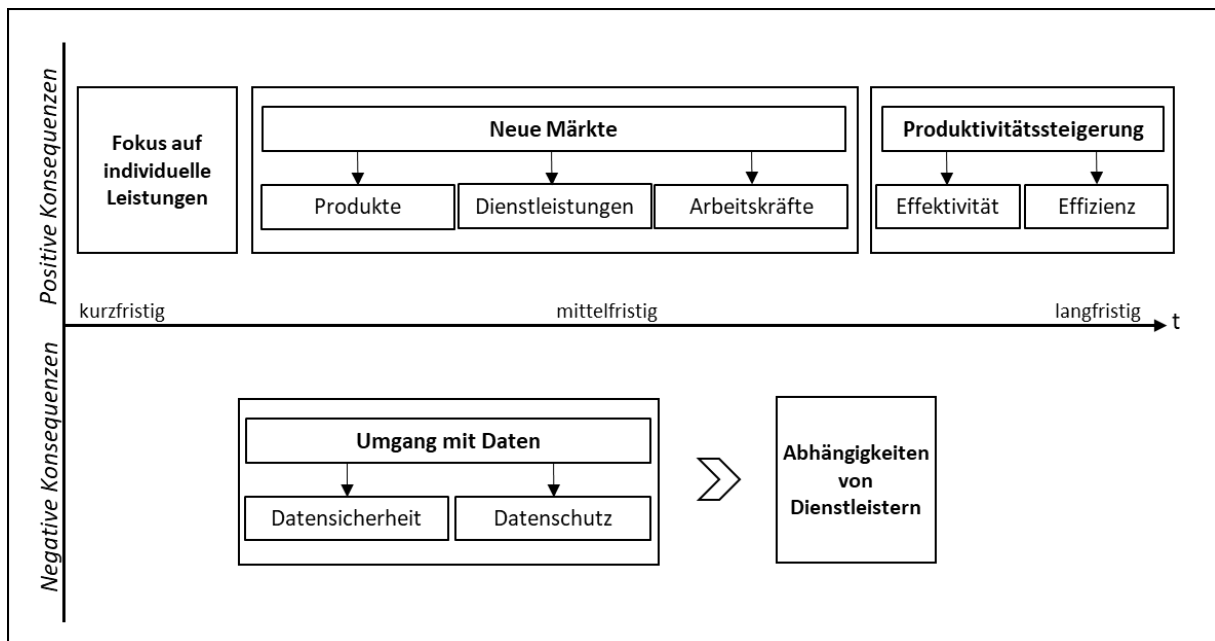 Positive Konsequenzen
Fokus auf
individuelle
Leistungen
Neue Märkte
Produkte
Dienstleistungen
Arbeitskräfte
Produktivitätssteigerung
Effektivität
Effizienz
kurzfristig
mittelfristig
langfristig
t
Negative Konsequenzen
Umgang mit Daten
Datensicherheit
Datenschutz
Abhängigkeiten
von
Dienstleistern